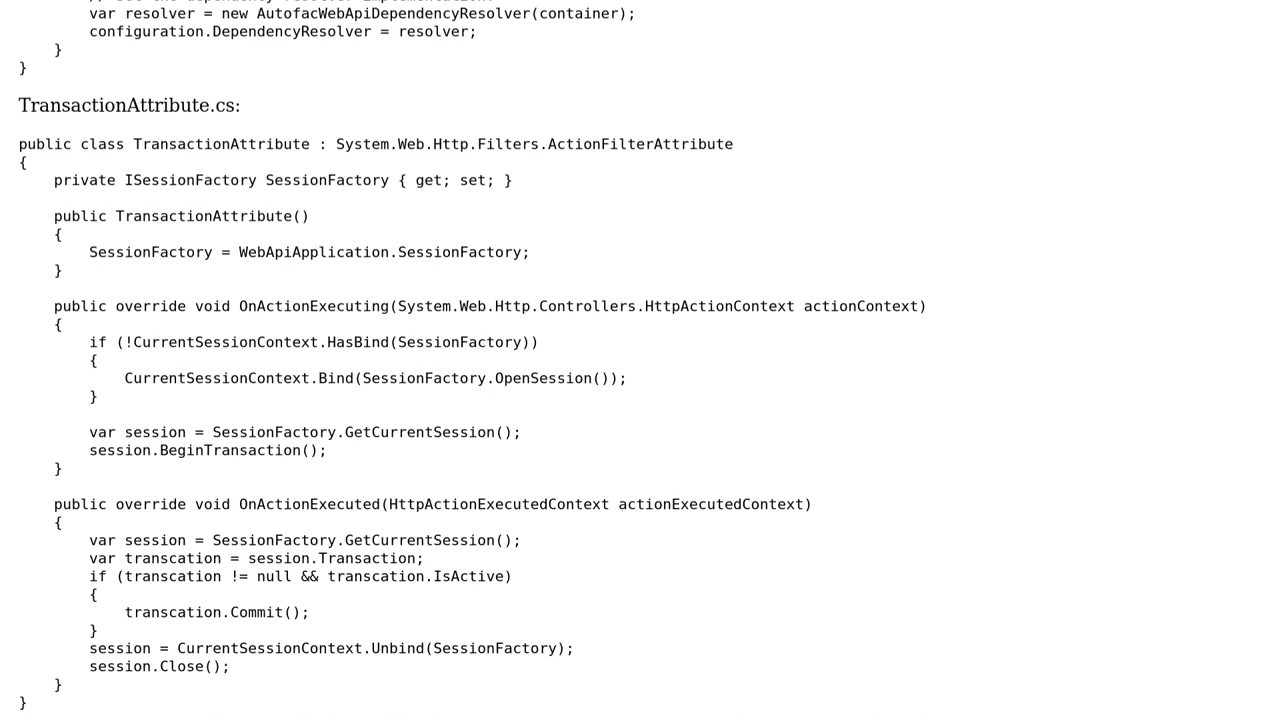 var resolver = new AutofacWebApiDependencyResolver(container);
configuration.DependencyResolver = resolver;
}
}
TransactionAttribute.cs:
public class TransactionAttribute : System.Web.Http.Filters.ActionFilterAttribute
{
private ISessionFactory SessionFactory { get; set; }
public TransactionAttribute()
{
SessionFactory = WebApiApplication.SessionFactory;
}
public override void OnActionExecuting(System.Web.Http.Controllers.HttpActionContext actionContext)
{
if (!CurrentSessionContext.HasBind(SessionFactory))
{
CurrentSessionContext.Bind(SessionFactory.OpenSession());
}
var session = SessionFactory.GetCurrentSession();
session.BeginTransaction();
}
public override void OnActionExecuted(HttpActionExecutedContext actionExecutedContext)
{
var session = SessionFactory.GetCurrentSession();
var transcation = session.Transaction;
if (transcation != null && transcation.IsActive)
{
transcation.Commit();
}
session = CurrentSessionContext.Unbind(SessionFactory);
session.Close();
}
}